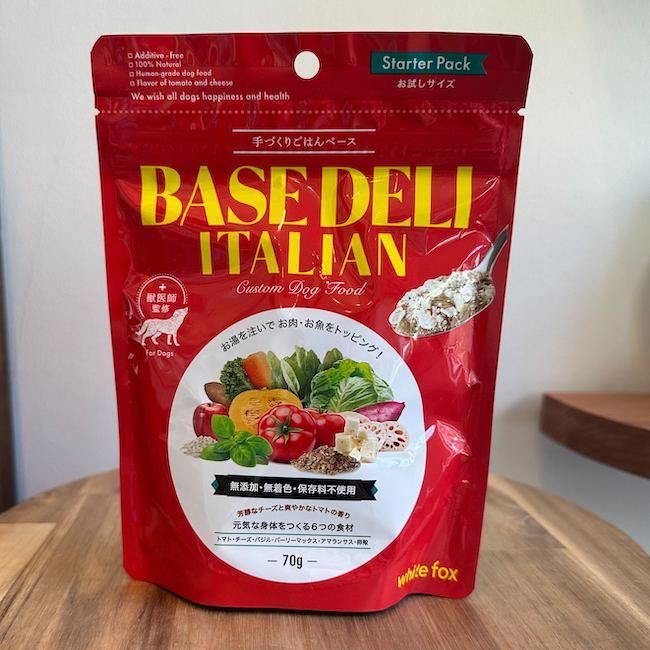 Additive - Free
100% Natural
Human-grade dog food
Flavor of tomato and cheese
We wish all dogs happiness and health
Starter Pack
お試しサイズ
手づくりごはんベース
BASE DELI
ITALIAN
Custom Dog Food
獣医師
監修
For Dogs
お湯を注いで お肉・お魚をトッピング!
無添加・無着色・保存料不使用
芳醇なチーズと爽やかなトマトの香り
元気な身体をつくる6つの食材
トマト・チーズ・バジル・バーリーマックス・アマランサス・卵殻
70g
white fox